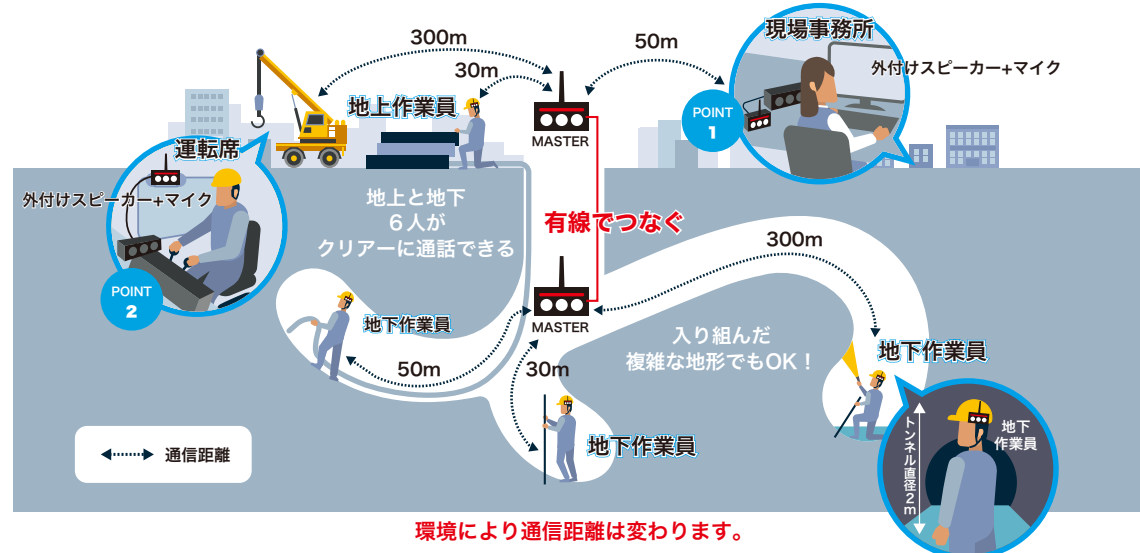 300m
50m
現場事務所
外付けスピーカー+マイク
POINT
1
30m
地上作業員
MASTER
運転席
外付けスピーカー+マイク
POINT
2
地上と地下
６人が
クリアーに通話できる
有線でつなぐ
300m
MASTER
地下作業員
50m
30m
入り組んだ
複雑な地形でもOK！
地下作業員
地下作業員
トンネル直径２ｍ
地下
作業員
通信距離
環境により通信距離は変わります。